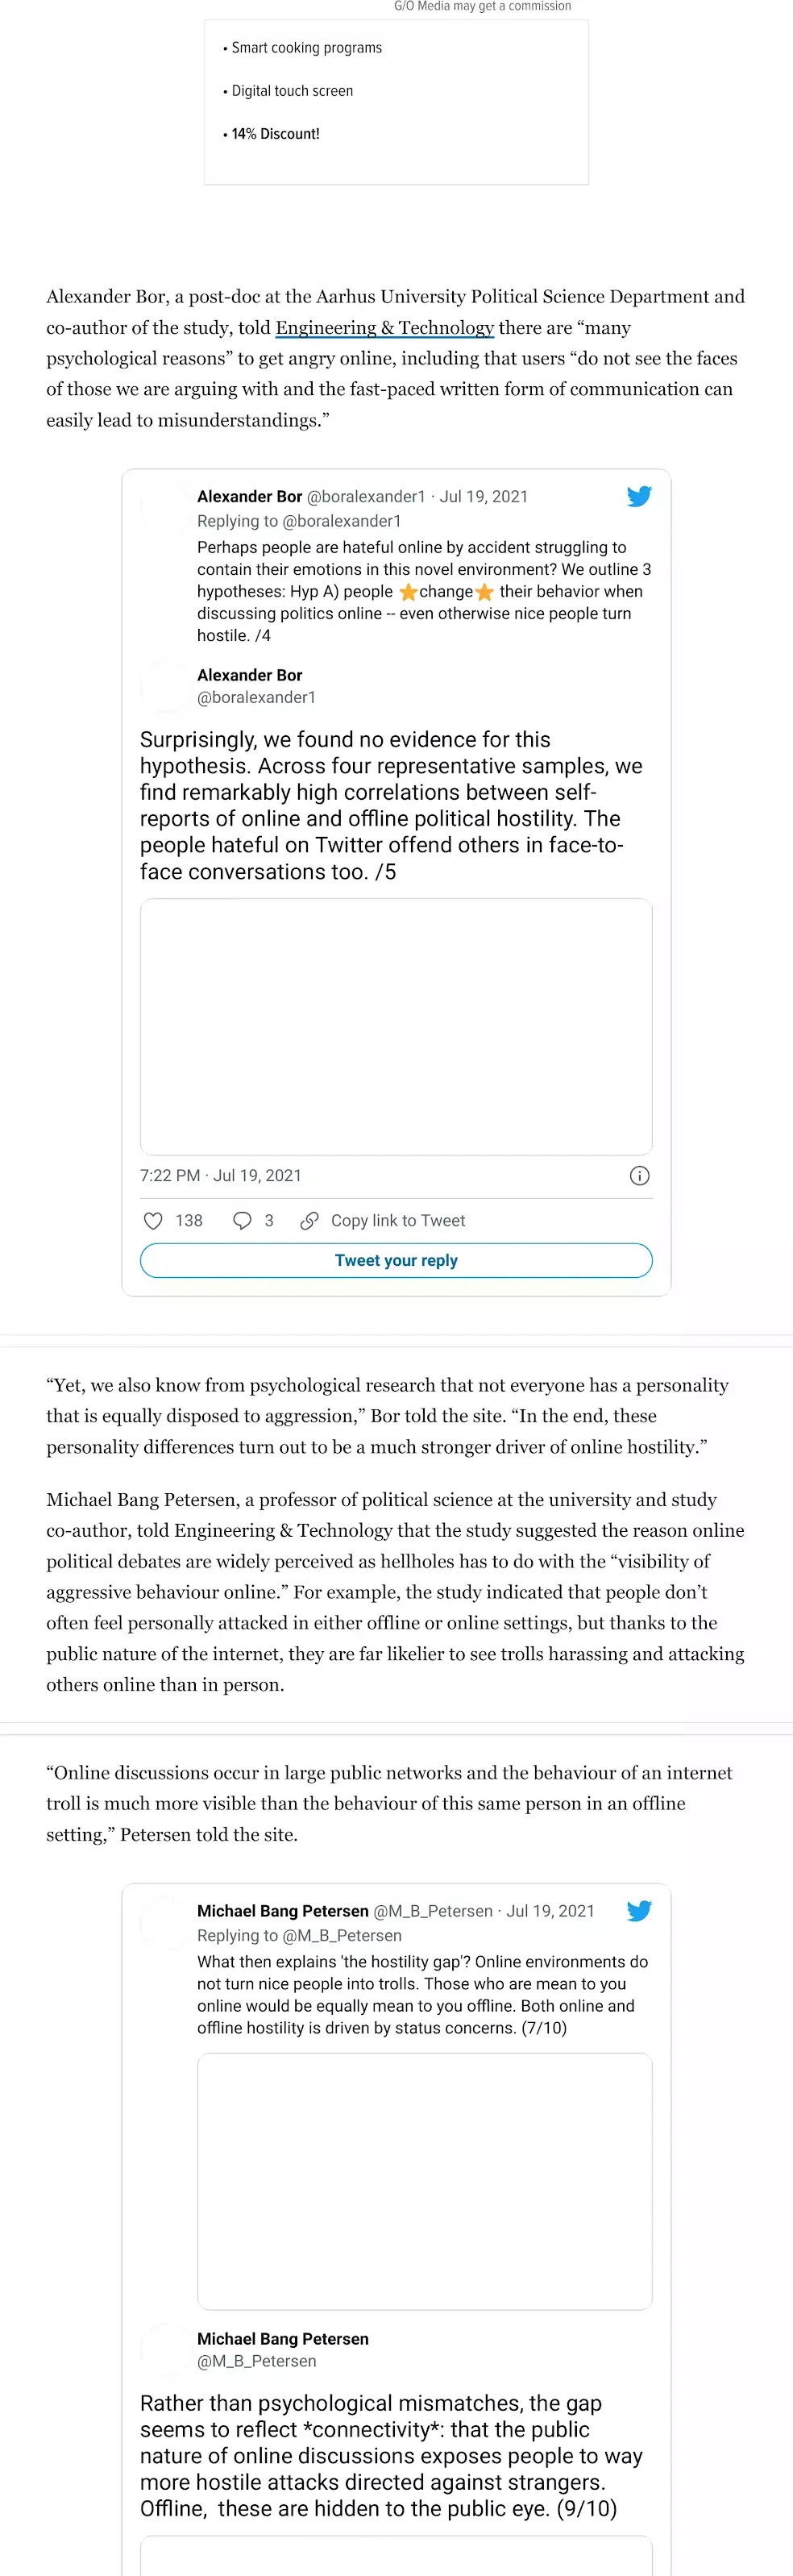 G/O Media may get a commission
• Smart cooking programs
• Digital touch screen
• 14% Discount!
Alexander Bor, a post-doc at the Aarhus University Political Science Department and
co-author of the study, told Engineering & Technology there are “many
psychological reasons” to get angry online, including that users “do not see the faces
of those we are arguing with and the fast-paced written form of communication can
easily lead to misunderstandings.”
Alexander Bor @boralexander1 · Jul 19, 2021
Replying to @boralexander1
Perhaps people are hateful online by accident struggling to
contain their emotions in this novel environment? We outline 3
hypotheses: Hyp A) people ⭐change⭐ their behavior when
discussing politics online -- even otherwise nice people turn
hostile. /4
Alexander Bor
@boralexander1
Surprisingly, we found no evidence for this
hypothesis. Across four representative samples, we
find remarkably high correlations between self-
reports of online and offline political hostility. The
people hateful on Twitter offend others in face-to-
face conversations too. /5
7:22 PM · Jul 19, 2021
138 3 Copy link to Tweet
Tweet your reply
“Yet, we also know from psychological research that not everyone has a personality
that is equally disposed to aggression,” Bor told the site. “In the end, these
personality differences turn out to be a much stronger driver of online hostility.”
Michael Bang Petersen, a professor of political science at the university and study
co-author, told Engineering & Technology that the study suggested the reason online
political debates are widely perceived as hellholes has to do with the “visibility of
aggressive behaviour online.” For example, the study indicated that people don’t
often feel personally attacked in either offline or online settings, but thanks to the
public nature of the internet, they are far likelier to see trolls harassing and attacking
others online than in person.
“Online discussions occur in large public networks and the behaviour of an internet
troll is much more visible than the behaviour of this same person in an offline
setting,” Petersen told the site.
Michael Bang Petersen @M_B_Petersen · Jul 19, 2021
Replying to @M_B_Petersen
What then explains 'the hostility gap'? Online environments do
not turn nice people into trolls. Those who are mean to you
online would be equally mean to you offline. Both online and
offline hostility is driven by status concerns. (7/10)
Michael Bang Petersen
@M_B_Petersen
Rather than psychological mismatches, the gap
seems to reflect *connectivity*: that the public
nature of online discussions exposes people to way
more hostile attacks directed against strangers.
Offline, these are hidden to the public eye. (9/10)